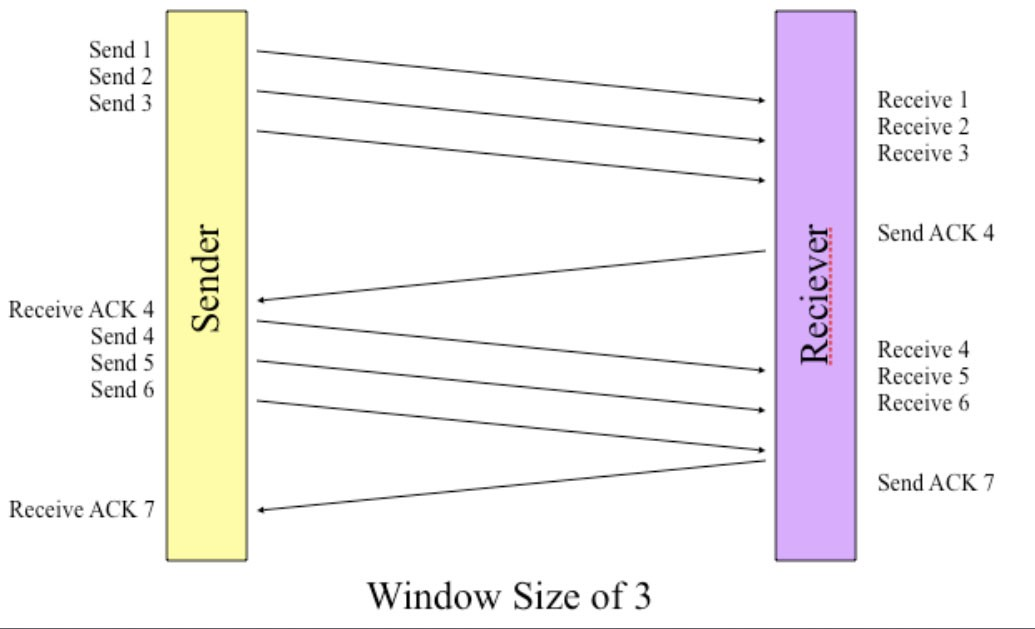 Send 1
Send 2
Send 3
Receive 1
Receive 2
Receive 3
Sender
Reciever
Send ACK 4
Receive ACK 4
Send 4
Send 5
Send 6
Receive 4
Receive 5
Receive 6
Send ACK 7
Receive ACK 7
Window Size of 3